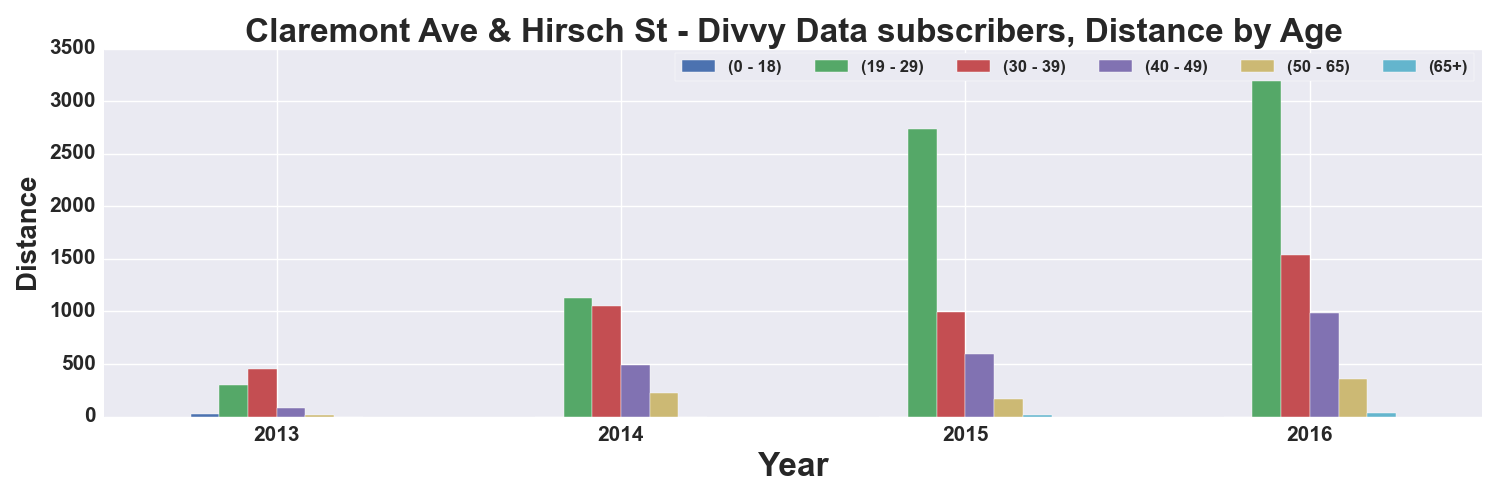 Claremont Ave & Hirsch St - Divvy Data subscribers, Distance by Age
3500
(0 - 18) (19 - 29) (30 - 39) (40 - 49) (50 - 65) (65+)
3000
2500
2000
1500
1000
500
0
Distance
2013 2014 2015 2016
Year